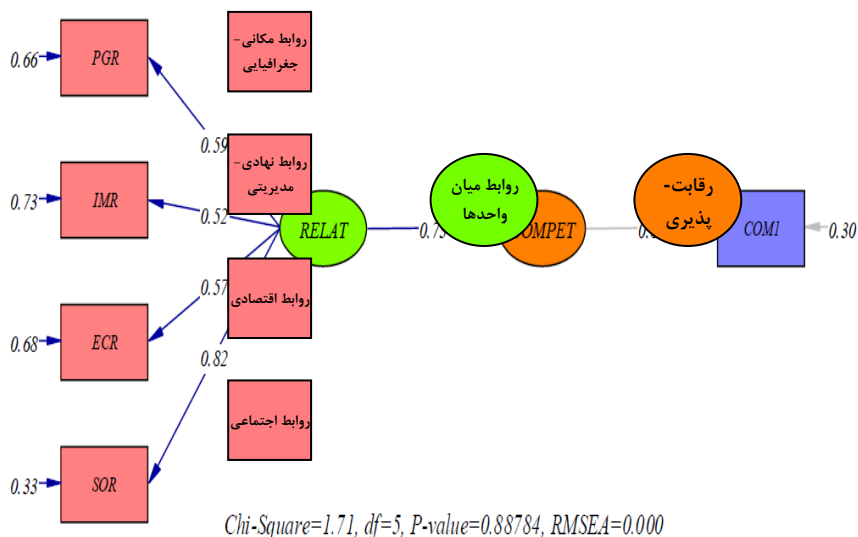 PGR
0.66
روابط مکانی-
جغرافیایی
0.59
IMR
0.73
روابط نهادی-
مدیریتی
0.52
RELAT
روابط میان
واحدها
OMPET
رقابت-
پذیری
COM1
0.30
0.57
روابط اقتصادی
ECR
0.68
0.82
روابط اجتماعی
SOR
0.33
Chi-Square=1.71, df=5, P-value=0.88784, RMSEA=0.000